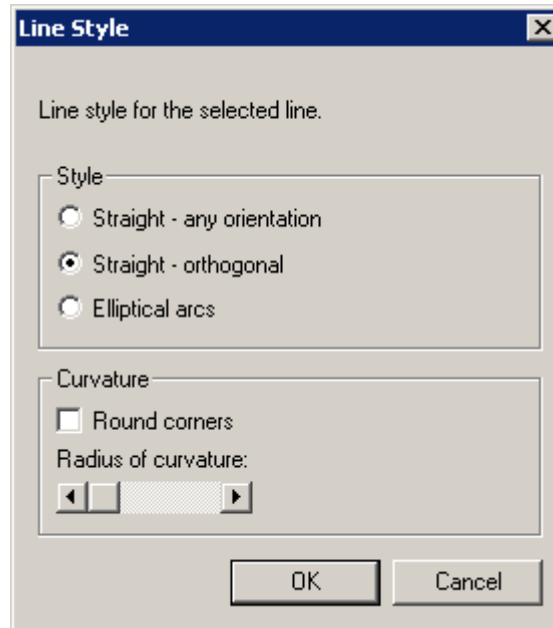 Line Style
Line style for the selected line.
Style
Straight - any orientation
Straight - orthogonal
Elliptical arcs
Curvature
Round corners
Radius of curvature:
OK
Cancel